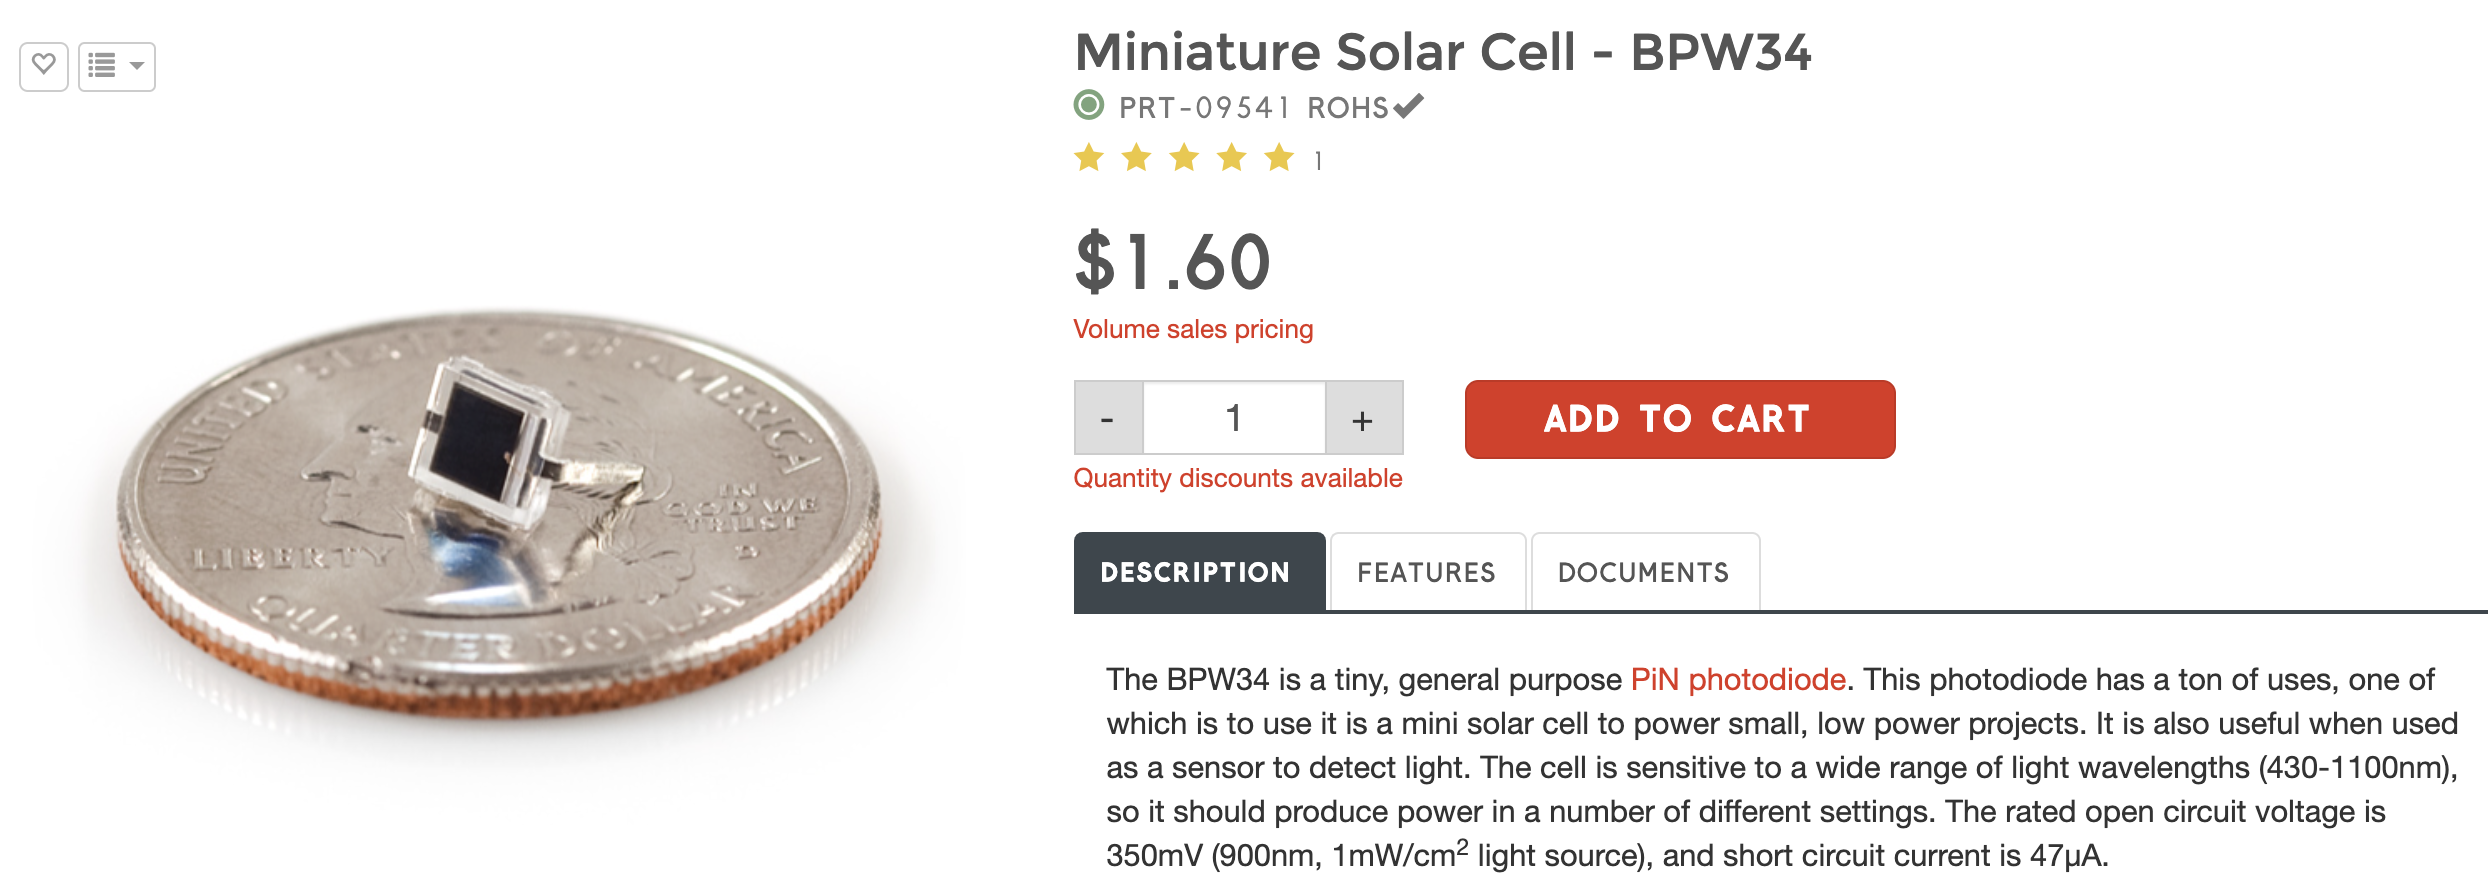 Miniature Solar Cell - BPW34
PRT-09541 ROHS✔
1
$1.60
Volume sales pricing
- 1 +
ADD TO CART
Quantity discounts available
DESCRIPTION
FEATURES
DOCUMENTS
The BPW34 is a tiny, general purpose PiN photodiode. This photodiode has a ton of uses, one of
which is to use it is a mini solar cell to power small, low power projects. It is also useful when used
as a sensor to detect light. The cell is sensitive to a wide range of light wavelengths (430-1100nm),
so it should produce power in a number of different settings. The rated open circuit voltage is
350mV (900nm, 1mW/cm² light source), and short circuit current is 47µA.
UNITED STATES OF AMERICA
IN
GOD WE
TRUST
D
LIBERTY
QUARTER DOLLAR